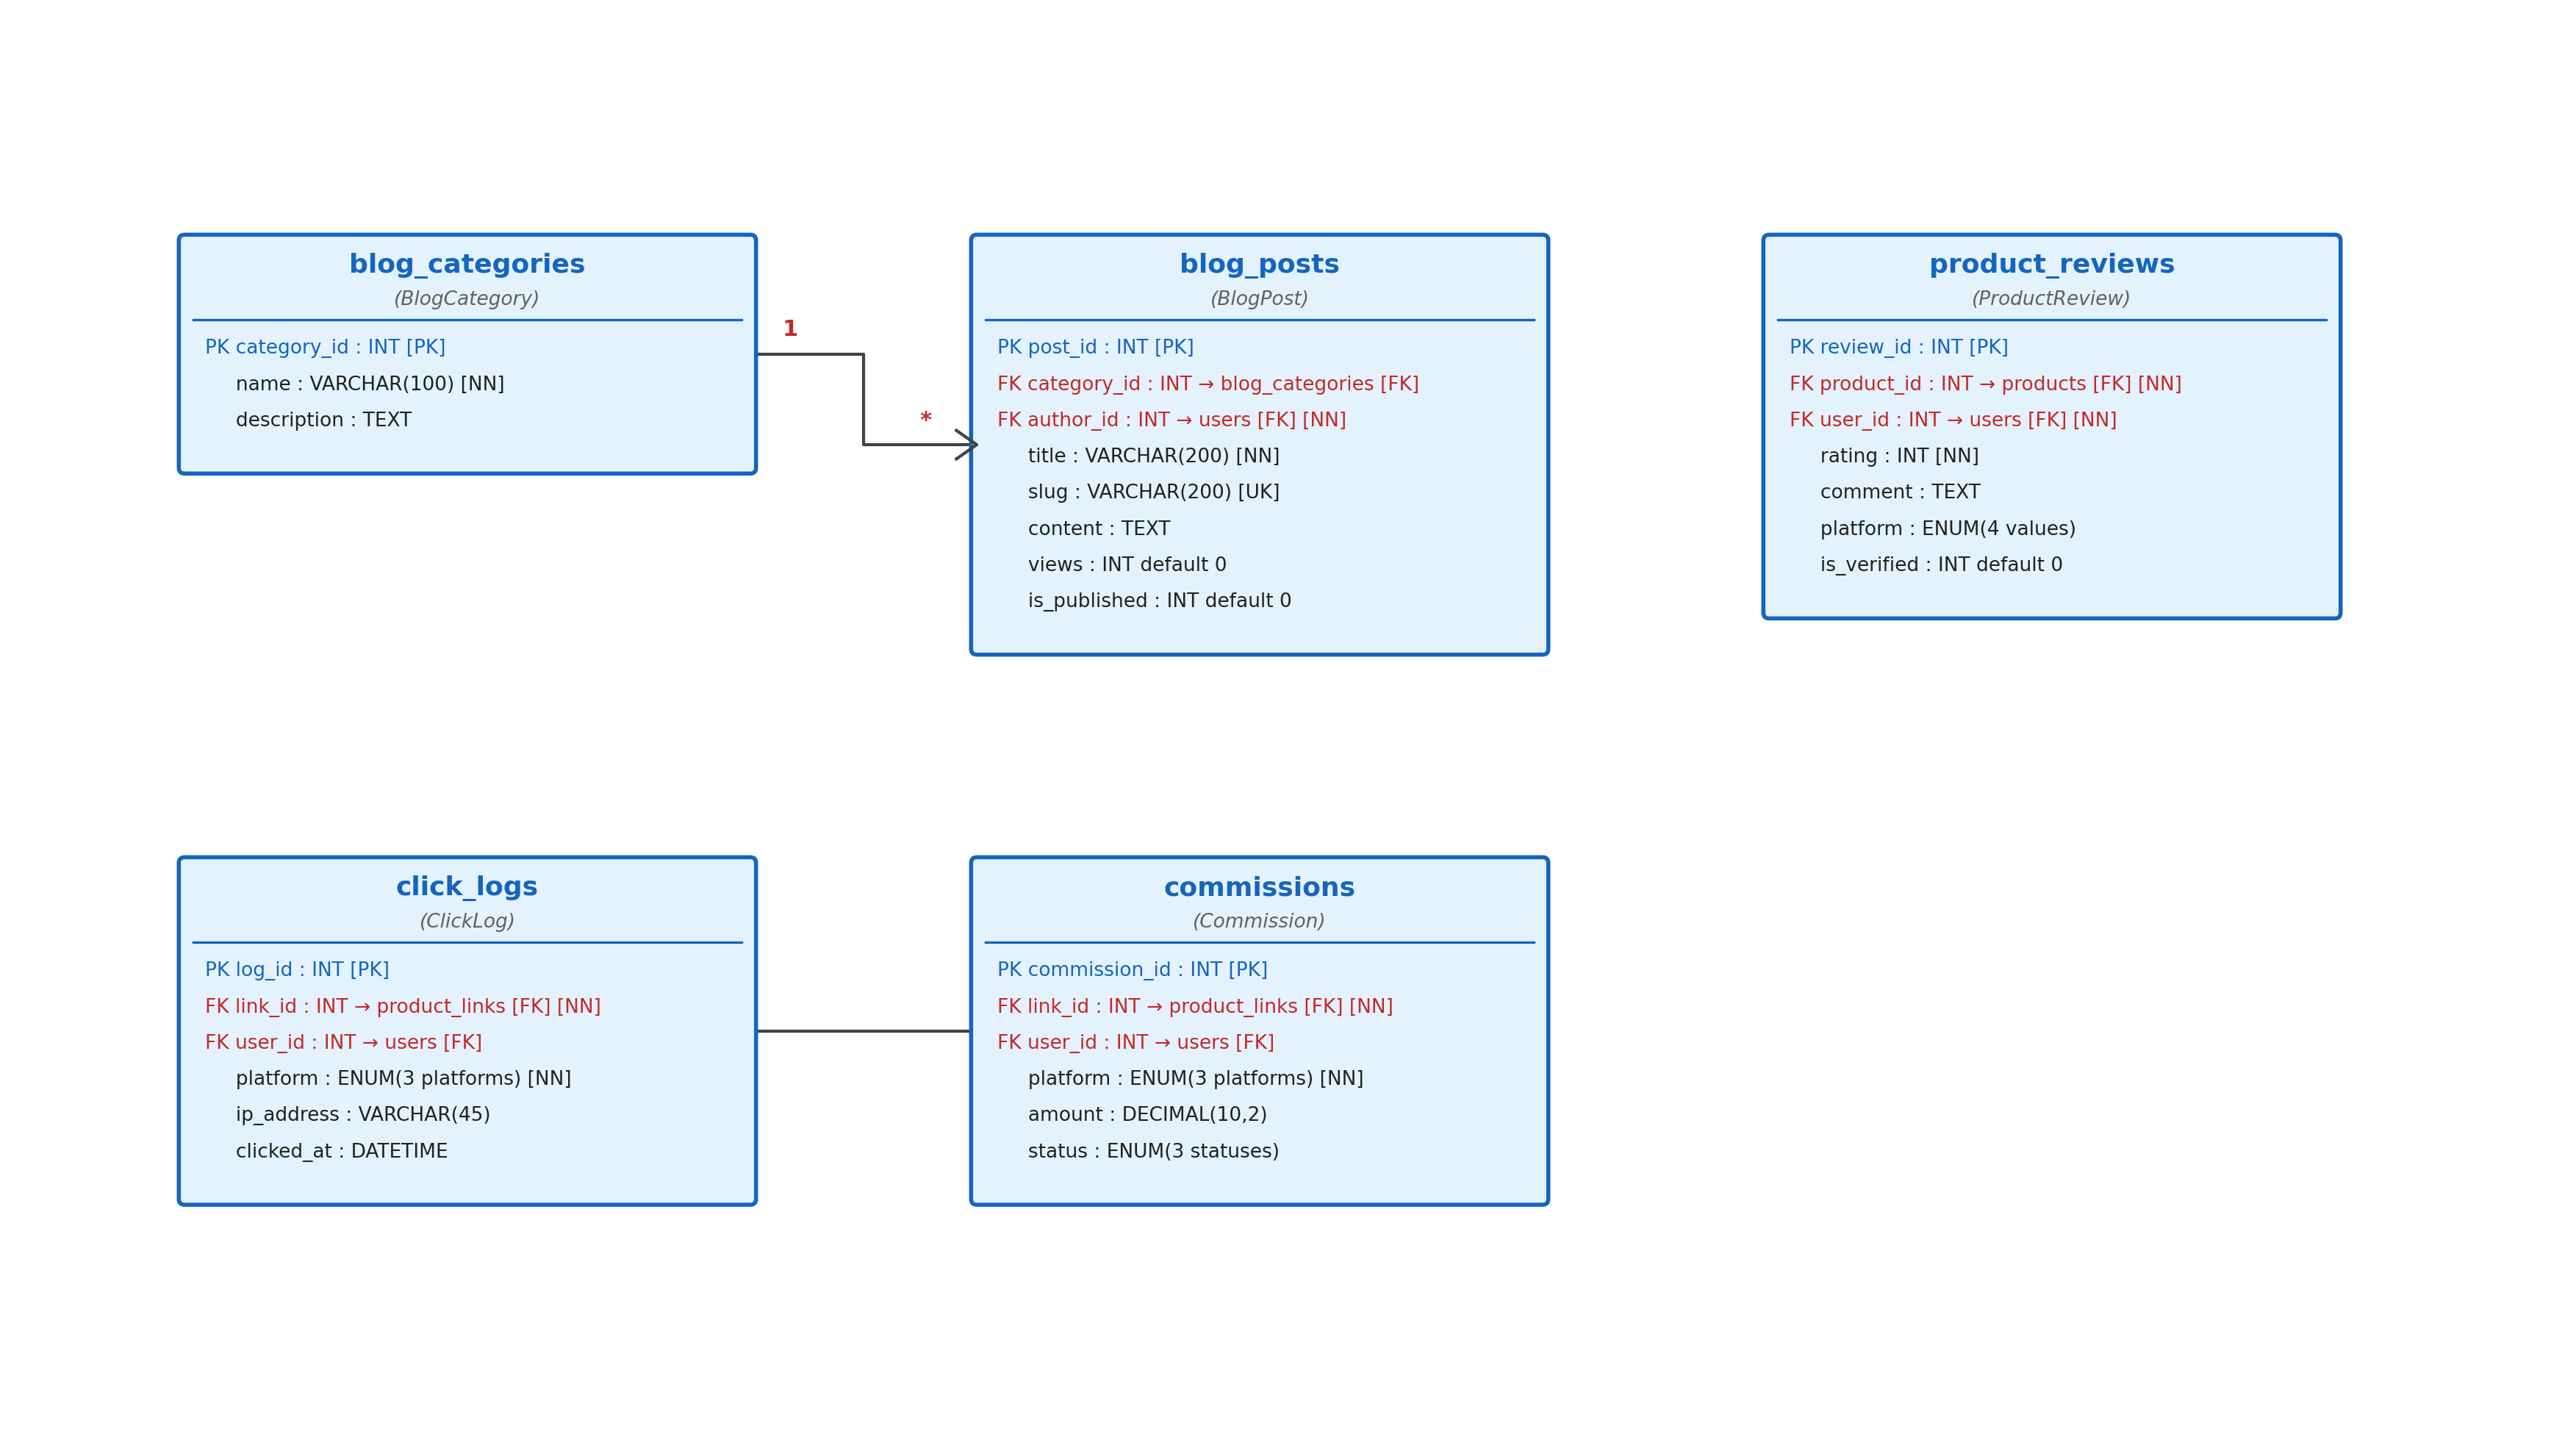 blog_categories
(BlogCategory)
PK category_id : INT [PK]
name : VARCHAR(100) [NN]
description : TEXT
1
*
blog_posts
(BlogPost)
PK post_id : INT [PK]
FK category_id : INT → blog_categories [FK]
FK author_id : INT → users [FK] [NN]
title : VARCHAR(200) [NN]
slug : VARCHAR(200) [UK]
content : TEXT
views : INT default 0
is_published : INT default 0
product_reviews
(ProductReview)
PK review_id : INT [PK]
FK product_id : INT → products [FK] [NN]
FK user_id : INT → users [FK] [NN]
rating : INT [NN]
comment : TEXT
platform : ENUM(4 values)
is_verified : INT default 0
click_logs
(ClickLog)
PK log_id : INT [PK]
FK link_id : INT → product_links [FK] [NN]
FK user_id : INT → users [FK]
platform : ENUM(3 platforms) [NN]
ip_address : VARCHAR(45)
clicked_at : DATETIME
commissions
(Commission)
PK commission_id : INT [PK]
FK link_id : INT → product_links [FK] [NN]
FK user_id : INT → users [FK]
platform : ENUM(3 platforms) [NN]
amount : DECIMAL(10,2)
status : ENUM(3 statuses)